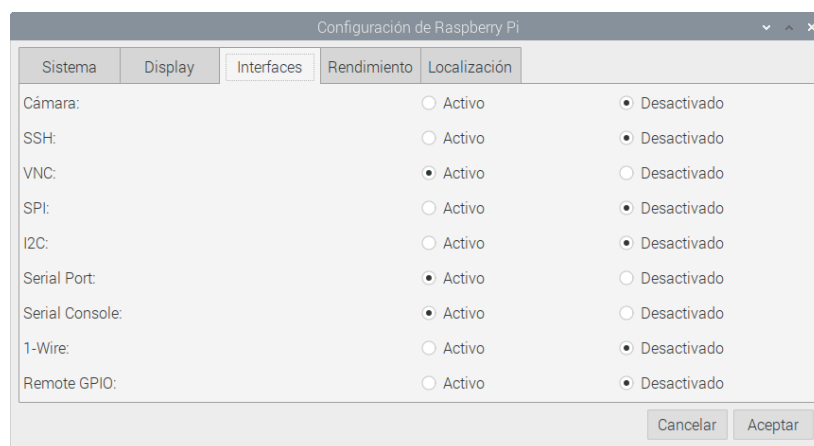 Configuración de Raspberry Pi
Sistema Display Interfaces Rendimiento Localización
Cámara: Activo Desactivado
SSH: Activo Desactivado
VNC: Activo Desactivado
SPI: Activo Desactivado
I2C: Activo Desactivado
Serial Port: Activo Desactivado
Serial Console: Activo Desactivado
1-Wire: Activo Desactivado
Remote GPIO: Activo Desactivado
Cancelar Aceptar